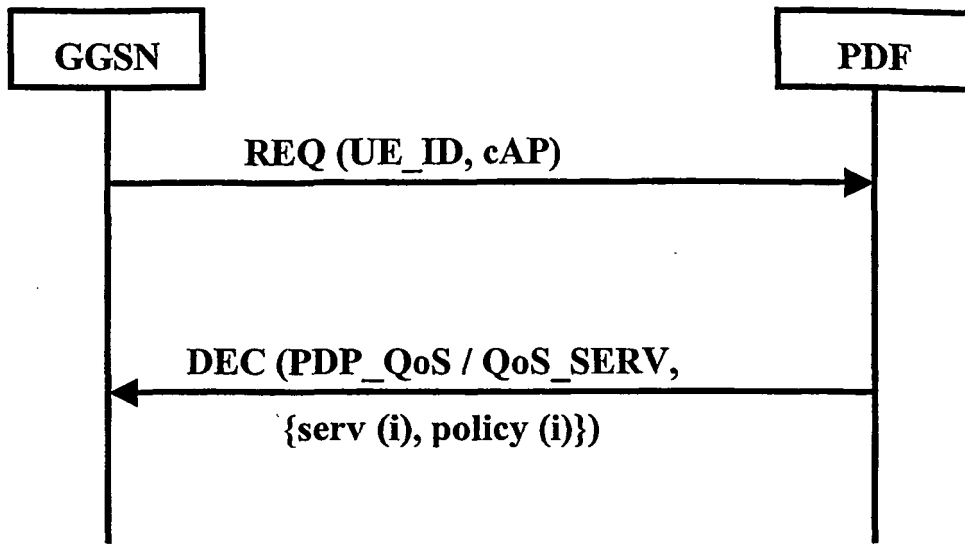 GGSN
PDF
REQ (UE_ID, cAP)
DEC (PDP_QoS / QoS_SERV,
{serv (i), policy (i)})